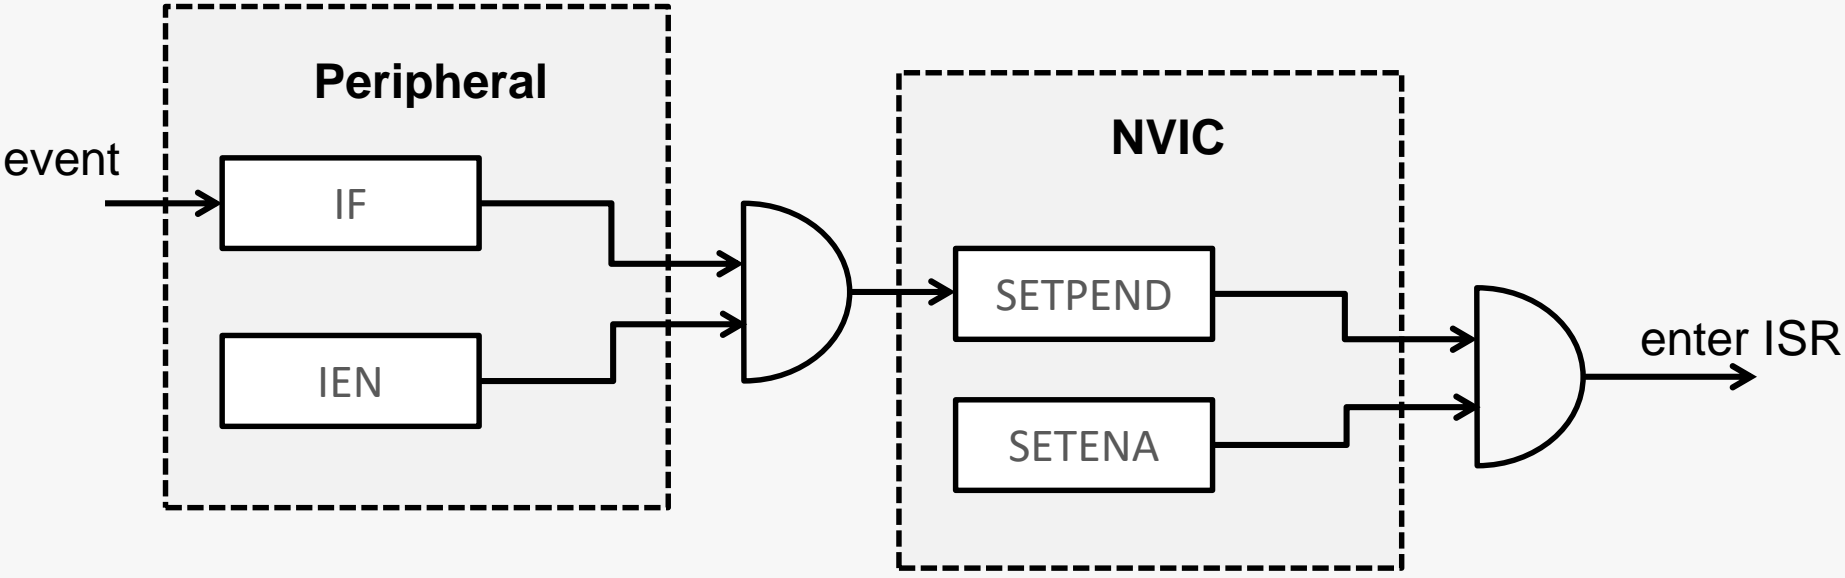 Peripheral
event
IF
IEN
NVIC
SETPEND
SETENA
enter ISR